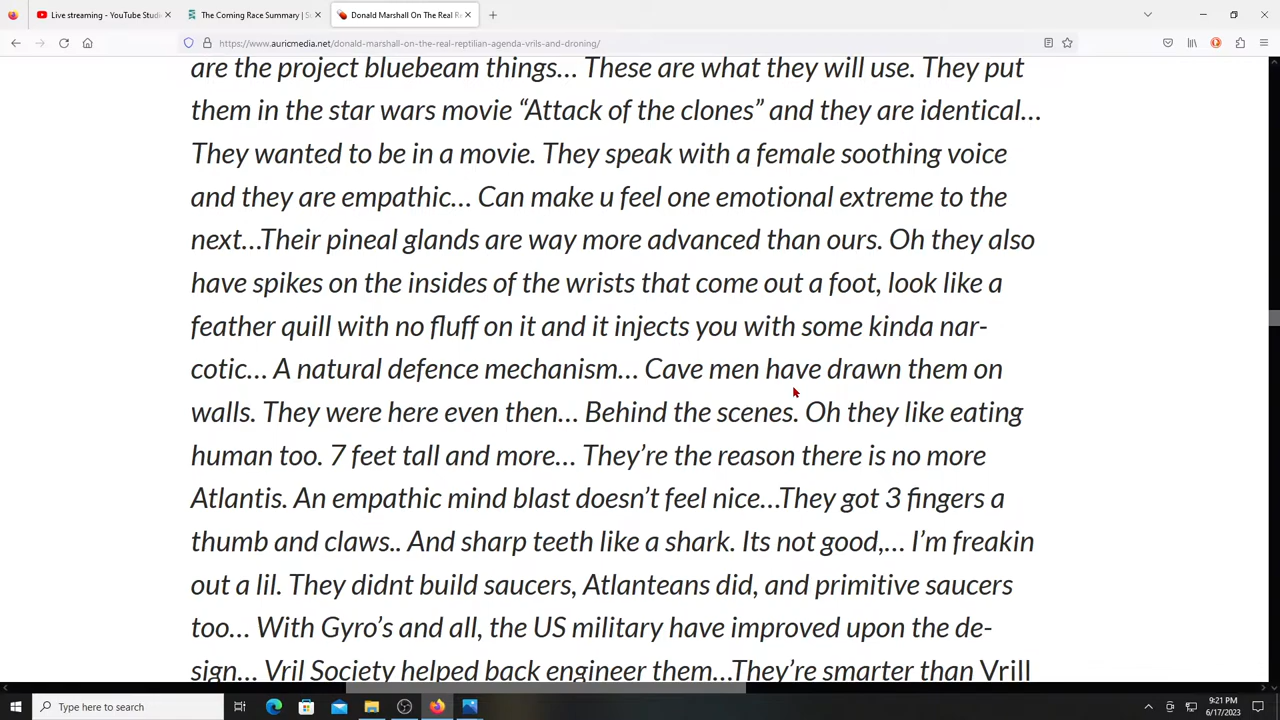 Live streaming - YouTube Studi
The Coming Race Summary | Si
Donald Marshall On The Real Re
https://www.auricmedia.net/donald-marshall-on-the-real-reptilian-agenda-vrils-and-droning/
are the project bluebeam things… These are what they will use. They put
them in the star wars movie “Attack of the clones” and they are identical…
They wanted to be in a movie. They speak with a female soothing voice
and they are empathic… Can make u feel one emotional extreme to the
next…Their pineal glands are way more advanced than ours. Oh they also
have spikes on the insides of the wrists that come out a foot, look like a
feather quill with no fluff on it and it injects you with some kinda nar-
cotic… A natural defence mechanism… Cave men have drawn them on
walls. They were here even then… Behind the scenes. Oh they like eating
human too. 7 feet tall and more… They’re the reason there is no more
Atlantis. An empathic mind blast doesn’t feel nice…They got 3 fingers a
thumb and claws.. And sharp teeth like a shark. Its not good,… I’m freakin
out a lil. They didnt build saucers, Atlanteans did, and primitive saucers
too… With Gyro’s and all, the US military have improved upon the de-
sign… Vril Society helped back engineer them…They’re smarter than Vrill
Type here to search
9:21 PM
6/17/2023